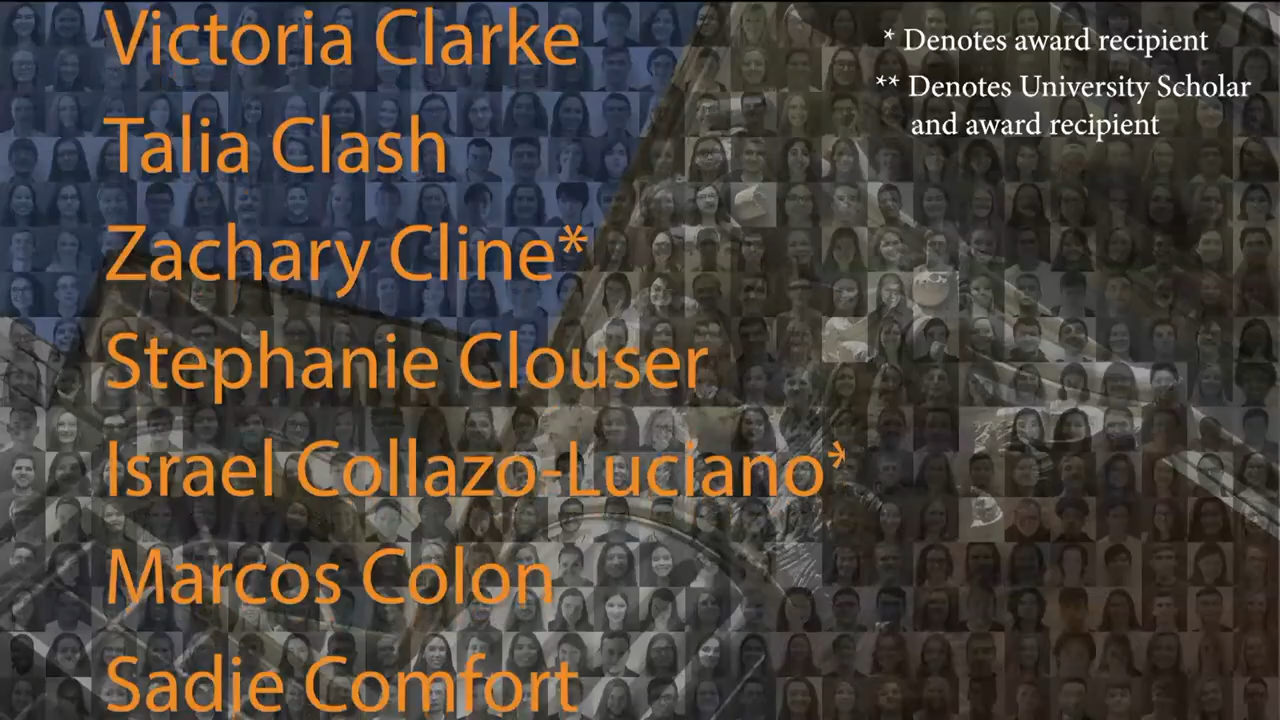 Victoria Clarke
* Denotes award recipient
** Denotes University Scholar
and award recipient
Talia Clash
Zachary Cline*
Stephanie Clouser
Israel Collazo-Luciano*
Marcos Colon
Sadie Comfort